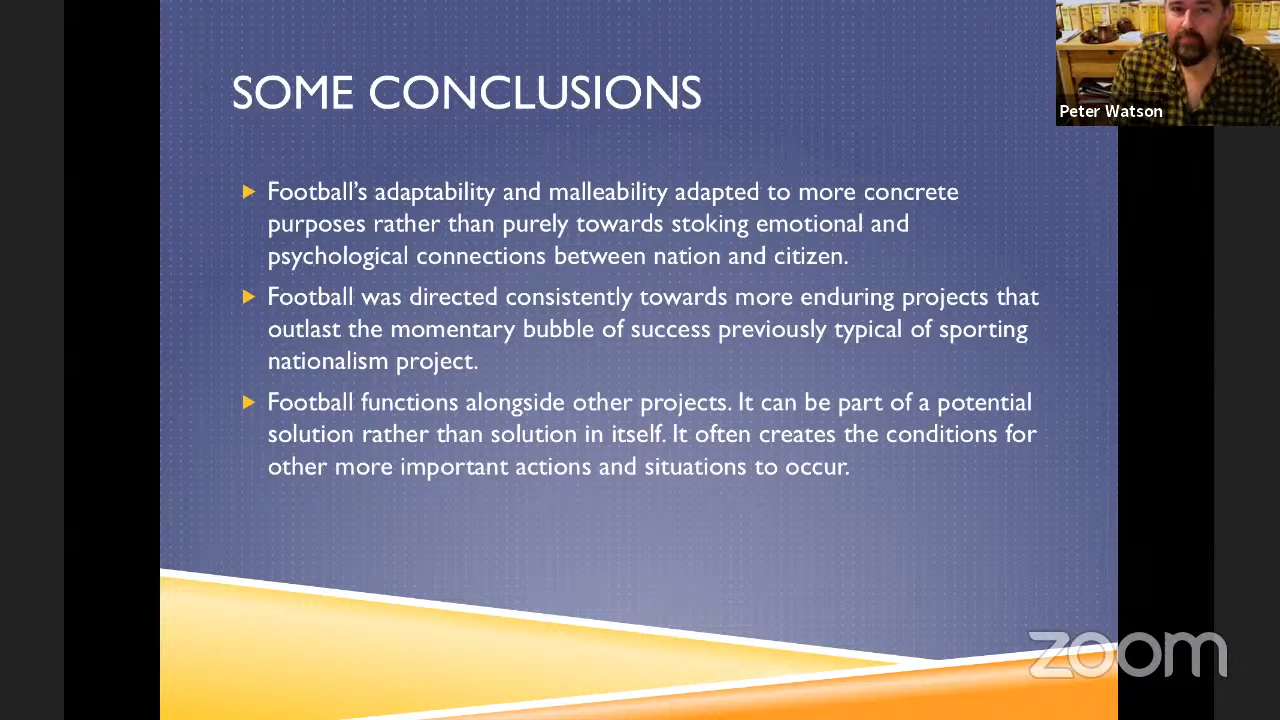 SOME CONCLUSIONS
Peter Watson
Football's adaptability and malleability adapted to more concrete
purposes rather than purely towards stoking emotional and
psychological connections between nation and citizen.
Football was directed consistently towards more enduring projects that
outlast the momentary bubble of success previously typical of sporting
nationalism project.
Football functions alongside other projects. It can be part of a potential
solution rather than solution in itself. It often creates the conditions for
other more important actions and situations to occur.
zoom